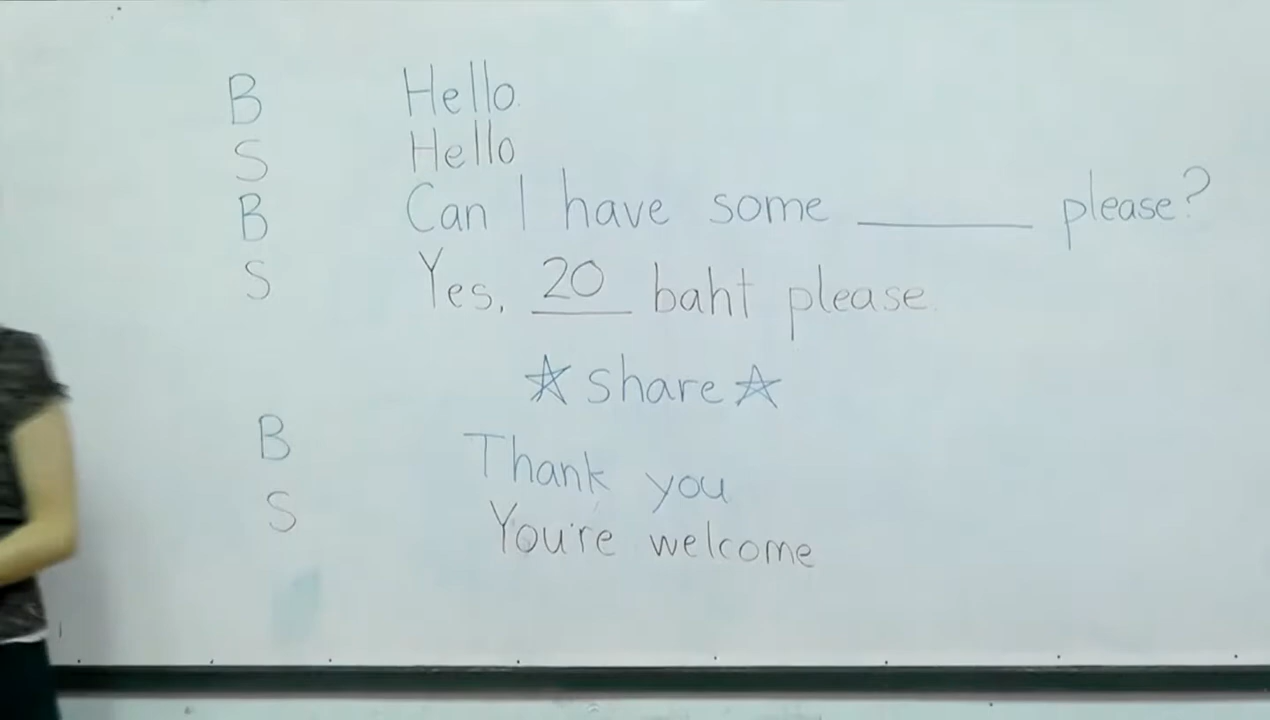 B Hello.
S Hello
B Can I have some ______ please?
S Yes, 20 baht please.
☆ share ☆
B Thank you
S You're welcome